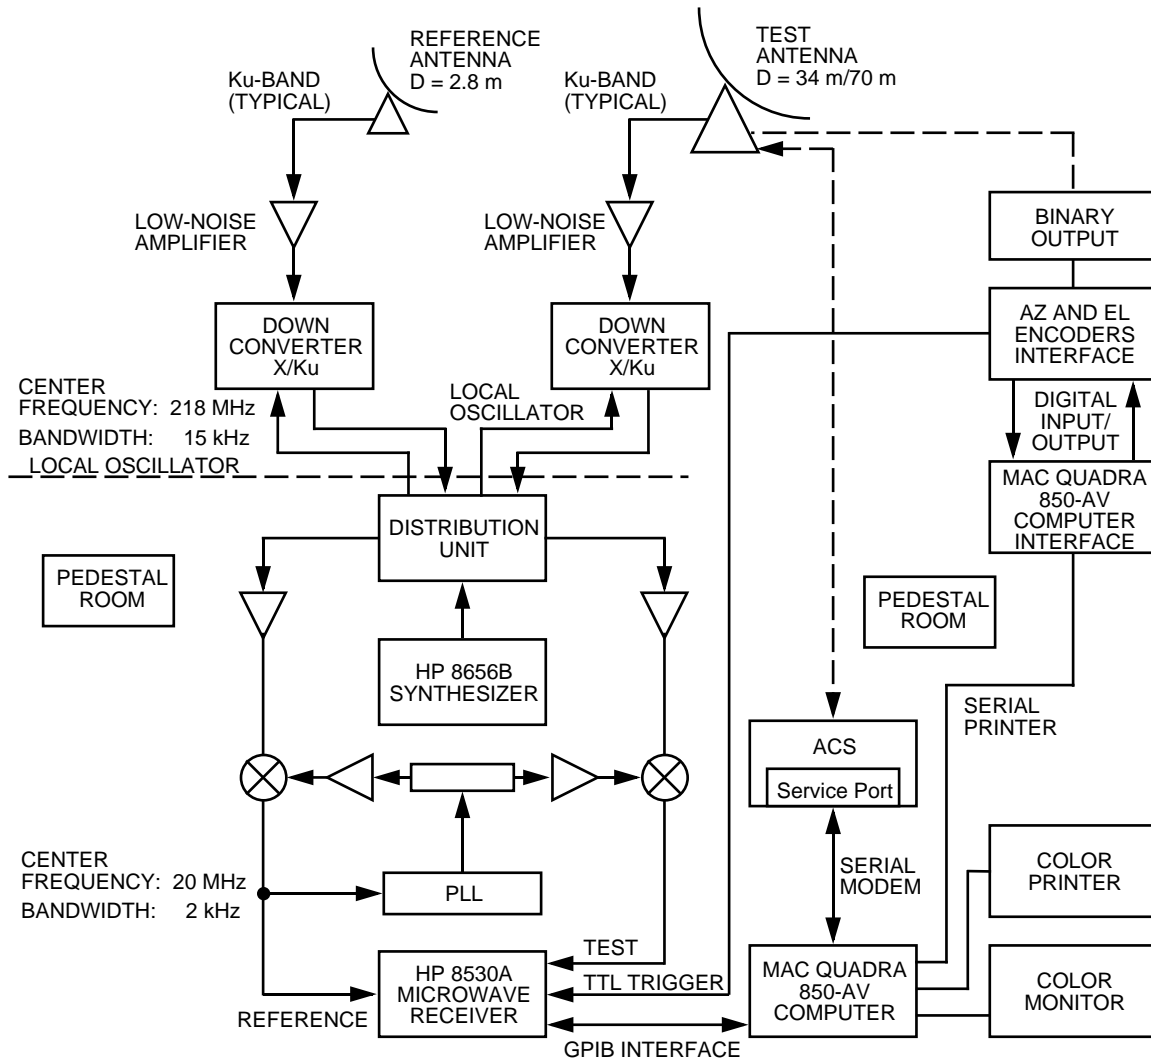 REFERENCE
ANTENNA
D = 2.8 m
Ku-BAND
(TYPICAL)
TEST
ANTENNA
D = 34 m/70 m
Ku-BAND
(TYPICAL)
LOW-NOISE
AMPLIFIER
LOW-NOISE
AMPLIFIER
BINARY
OUTPUT
DOWN
CONVERTER
X/Ku
DOWN
CONVERTER
X/Ku
AZ AND EL
ENCODERS
INTERFACE
CENTER
FREQUENCY: 218 MHz
BANDWIDTH: 15 kHz
LOCAL OSCILLATOR
LOCAL
OSCILLATOR
DIGITAL
INPUT/
OUTPUT
MAC QUADRA
850-AV
COMPUTER
INTERFACE
DISTRIBUTION
UNIT
PEDESTAL
ROOM
PEDESTAL
ROOM
HP 8656B
SYNTHESIZER
SERIAL
PRINTER
ACS
Service Port
CENTER
FREQUENCY: 20 MHz
BANDWIDTH: 2 kHz
PLL
SERIAL
MODEM
COLOR
PRINTER
TEST
TTL TRIGGER
HP 8530A
MICROWAVE
RECEIVER
REFERENCE
GPIB INTERFACE
MAC QUADRA
850-AV
COMPUTER
COLOR
MONITOR